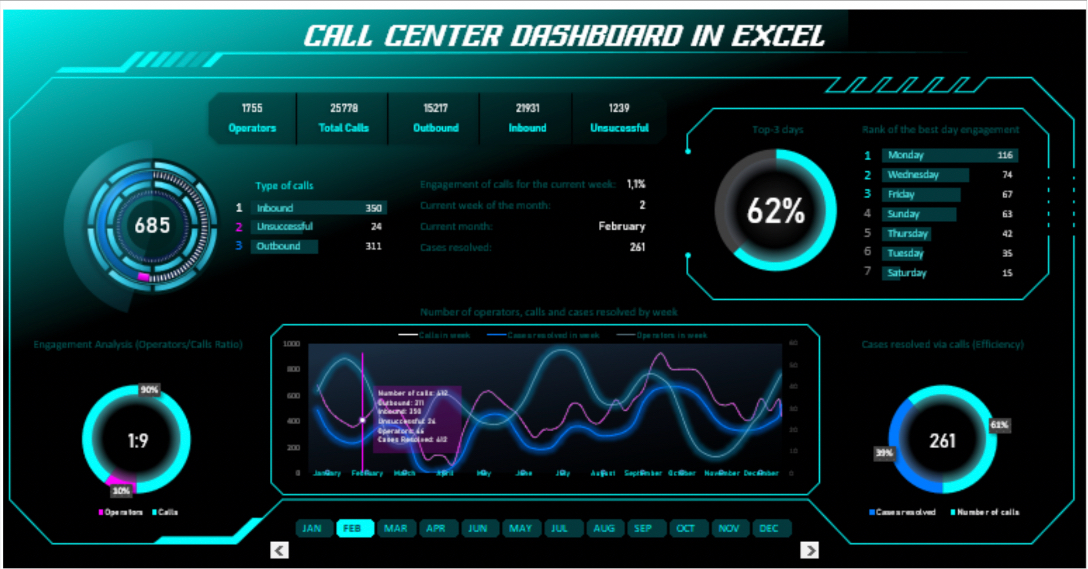 CALL CENTER DASHBOARD IN EXCEL
1755 25778 15217 21931 1239
Operators Total Calls Outbound Inbound Unsuccessful
685
Type of calls
1 Inbound 350
2 Unsuccessful 24
3 Outbound 311
Engagement of calls for the current week: 1,1%
Current week of the month: 2
Current month: February
Cases resolved: 261
Top-3 days
62%
Rank of the best day engagement
1 Monday 116
2 Wednesday 74
3 Friday 67
4 Sunday 63
5 Thursday 42
6 Tuesday 35
7 Saturday 15
Number of operators, calls and cases resolved by week
Calls in week Cases resolved in week Operators in week
1000
800
600
400
200
0
60
50
40
30
20
10
0
Number of calls: 612
Outbound: 311
Inbound: 350
Unsuccessful: 24
Operators: 66
Cases Resolved: 612
January February March April May June July August September October November December
Engagement Analysis (Operators/Calls Ratio)
90%
1:9
10%
Operators Calls
Cases resolved via calls (Efficiency)
61%
261
39%
Cases resolved Number of calls
JAN FEB MAR APR JUN MAY JUL AUG SEP OCT NOV DEC